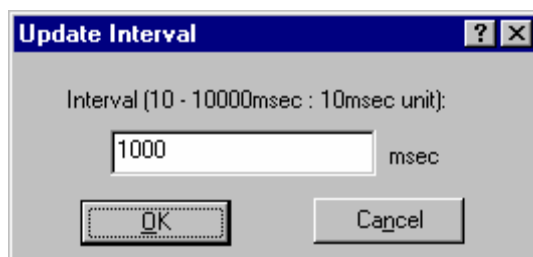 Update Interval
Interval (10 - 10000msec : 10msec unit):
1000 msec
OK Cancel